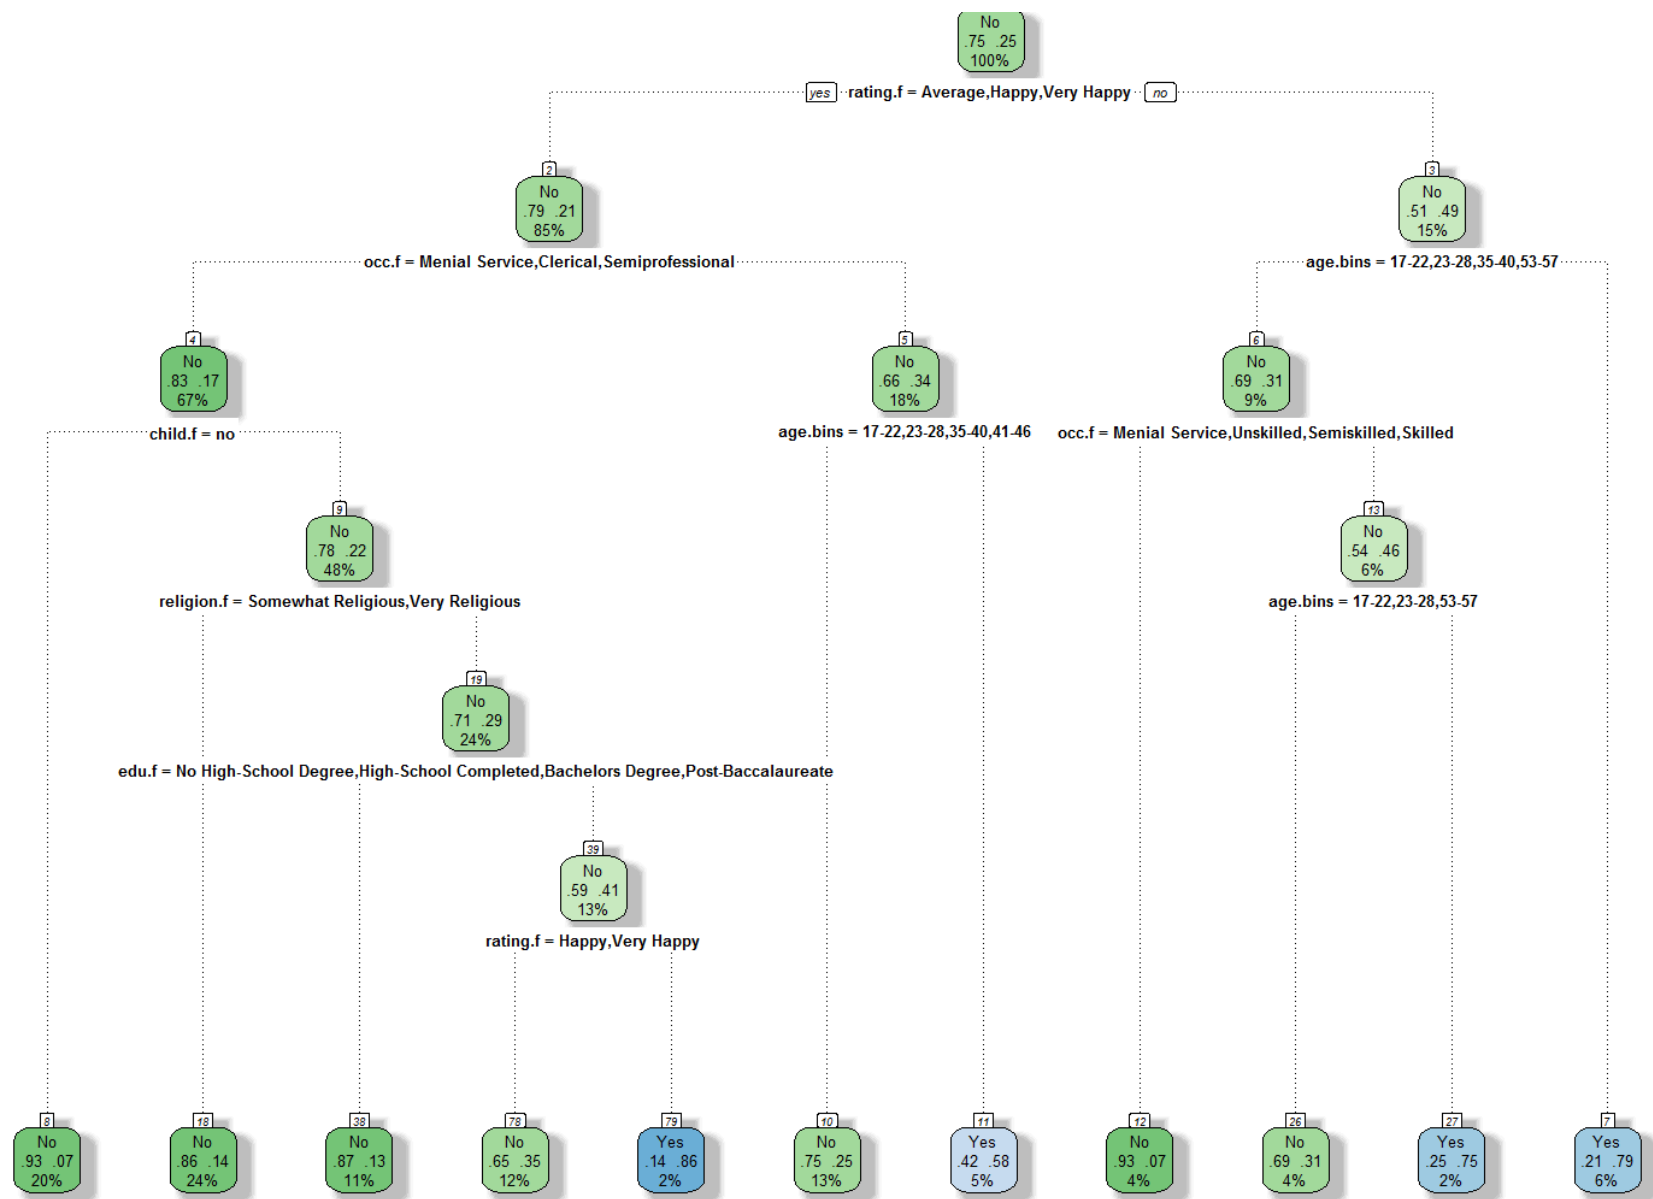 No
.75 .25
100%
yes rating.f = Average,Happy,Very Happy no
2
No
.79 .21
85%
3
No
.51 .49
15%
occ.f = Menial Service,Clerical,Semiprofessional
age.bins = 17-22,23-28,35-40,53-57
4
No
.83 .17
67%
5
No
.66 .34
18%
6
No
.69 .31
9%
child.f = no
age.bins = 17-22,23-28,35-40,41-46
occ.f = Menial Service,Unskilled,Semiskilled,Skilled
9
No
.78 .22
48%
13
No
.54 .46
6%
religion.f = Somewhat Religious,Very Religious
age.bins = 17-22,23-28,53-57
19
No
.71 .29
24%
edu.f = No High-School Degree,High-School Completed,Bachelors Degree,Post-Baccalaureate
39
No
.59 .41
13%
rating.f = Happy,Very Happy
8
No
.93 .07
20%
18
No
.86 .14
24%
38
No
.87 .13
11%
78
No
.65 .35
12%
79
Yes
.14 .86
2%
10
No
.75 .25
13%
11
Yes
.42 .58
5%
12
No
.93 .07
4%
26
No
.69 .31
4%
27
Yes
.25 .75
2%
7
Yes
.21 .79
6%